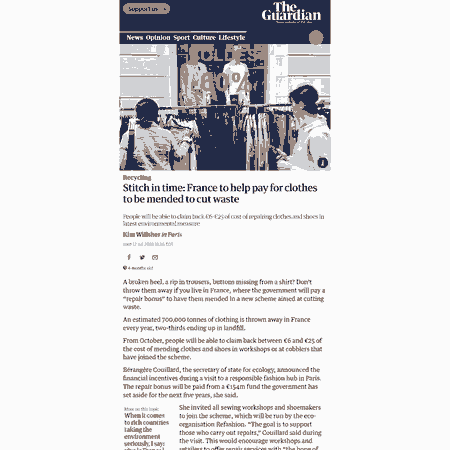 Support us
The
Guardian
News Opinion Sport Culture Lifestyle
Recycling
Stitch in time: France to help pay for clothes
to be mended to cut waste
People will be able to claim back €6-€25 of cost of repairing clothes and shoes in
latest environmental measure
Kim Willsher in Paris
A broken heel, a rip in trousers, buttons missing from a shirt? Don't
throw them away if you live in France, where the government will pay a
"repair bonus" to have them mended in a new scheme aimed at cutting
waste.
An estimated 700,000 tonnes of clothing is thrown away in France
every year, two-thirds ending up in landfill.
From October, people will be able to claim back between €6 and €25 of
the cost of mending clothes and shoes in workshops or at cobblers that
have joined the scheme.
Bérangère Couillard, the secretary of state for ecology, announced the
financial incentives during a visit to a responsible fashion hub in Paris.
The repair bonus will be paid from a €154m fund the government has
set aside for the next five years, she said.
More on this topic
When it comes
to rich countries
taking the
environment
seriously, I say:
She invited all sewing workshops and shoemakers
to join the scheme, which will be run by the eco-
organisation Refashion. "The goal is to support
those who carry out repairs," Couillard said during
the visit. This would encourage workshops and
retailers to offer repair services with "the hope of